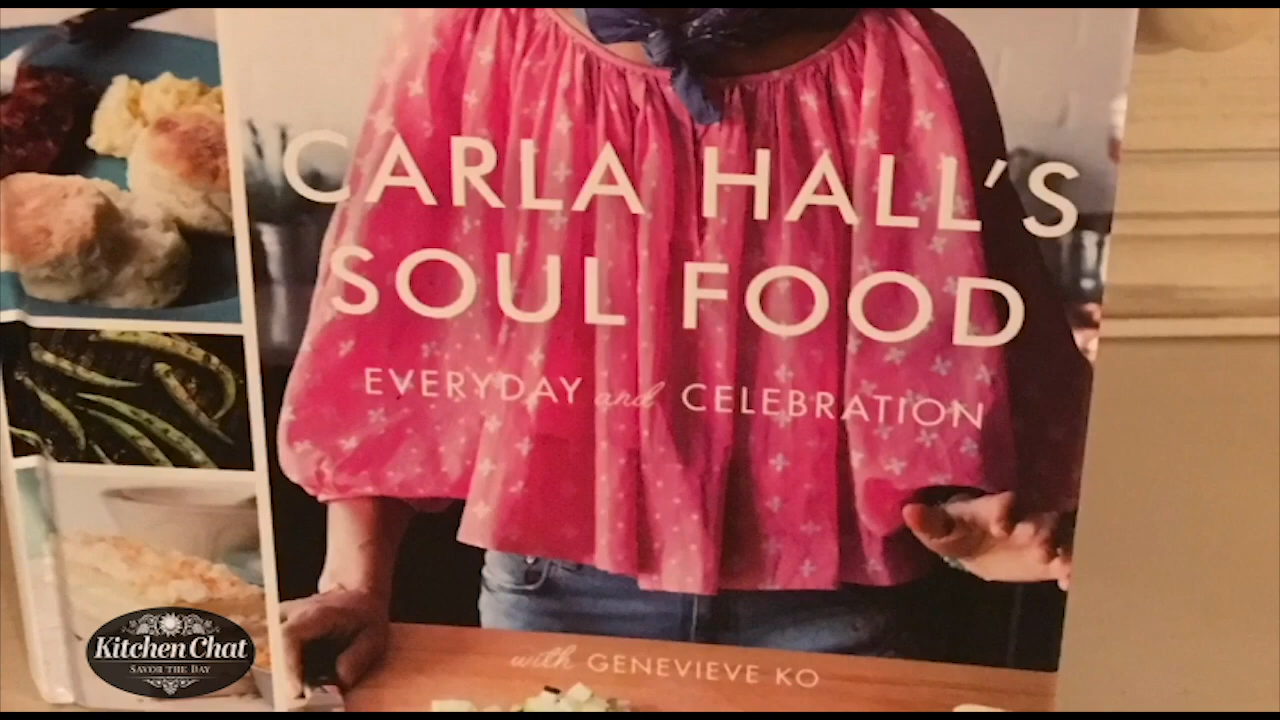 CARLA HALL'S
SOUL FOOD
EVERYDAY and CELEBRATION
with GENEVIEVE KO
Kitchen Chat
SAVOR THE DAY